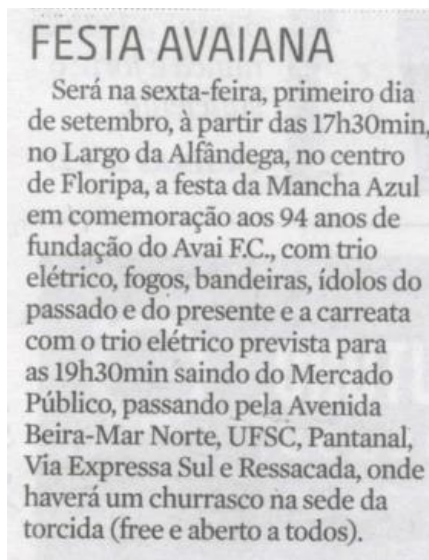 FESTA AVAIANA
Será na sexta-feira, primeiro dia
de setembro, à partir das 17h30min,
no Largo da Alfândega, no centro
de Floripa, a festa da Mancha Azul
em comemoração aos 94 anos de
fundação do Avai F.C., com trio
elétrico, fogos, bandeiras, ídolos do
passado e do presente e a carreata
com o trio elétrico prevista para
as 19h30min saindo do Mercado
Público, passando pela Avenida
Beira-Mar Norte, UFSC, Pantanal,
Via Expressa Sul e Ressacada, onde
haverá um churrasco na sede da
torcida (free e aberto a todos).